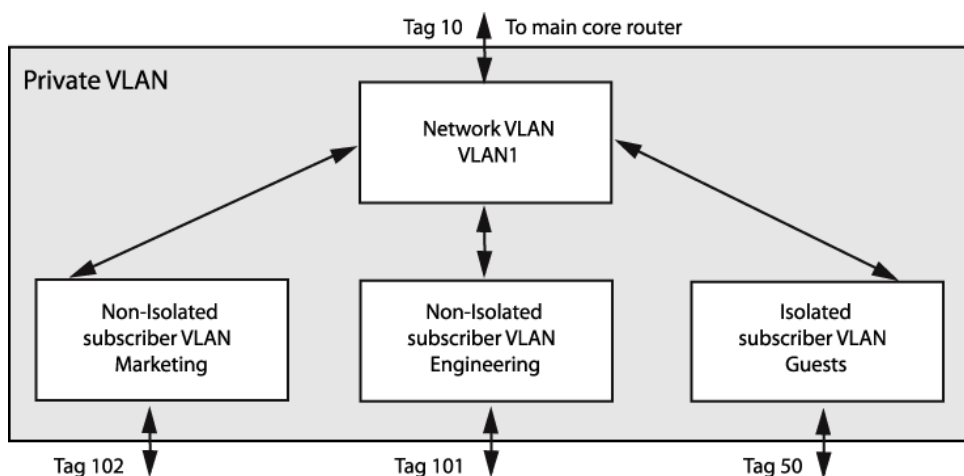 Tag 10 To main core router
Private VLAN
Network VLAN
VLAN1
Non-Isolated
subscriber VLAN
Marketing
Non-Isolated
subscriber VLAN
Engineering
Isolated
subscriber VLAN
Guests
Tag 102
Tag 101
Tag 50